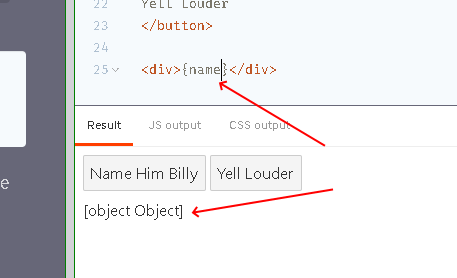 22 Yell Louder
23 </button>
24
25 <div>{name}</div>
Result JS output CSS output
Name Him Billy Yell Louder
e
[object Object]